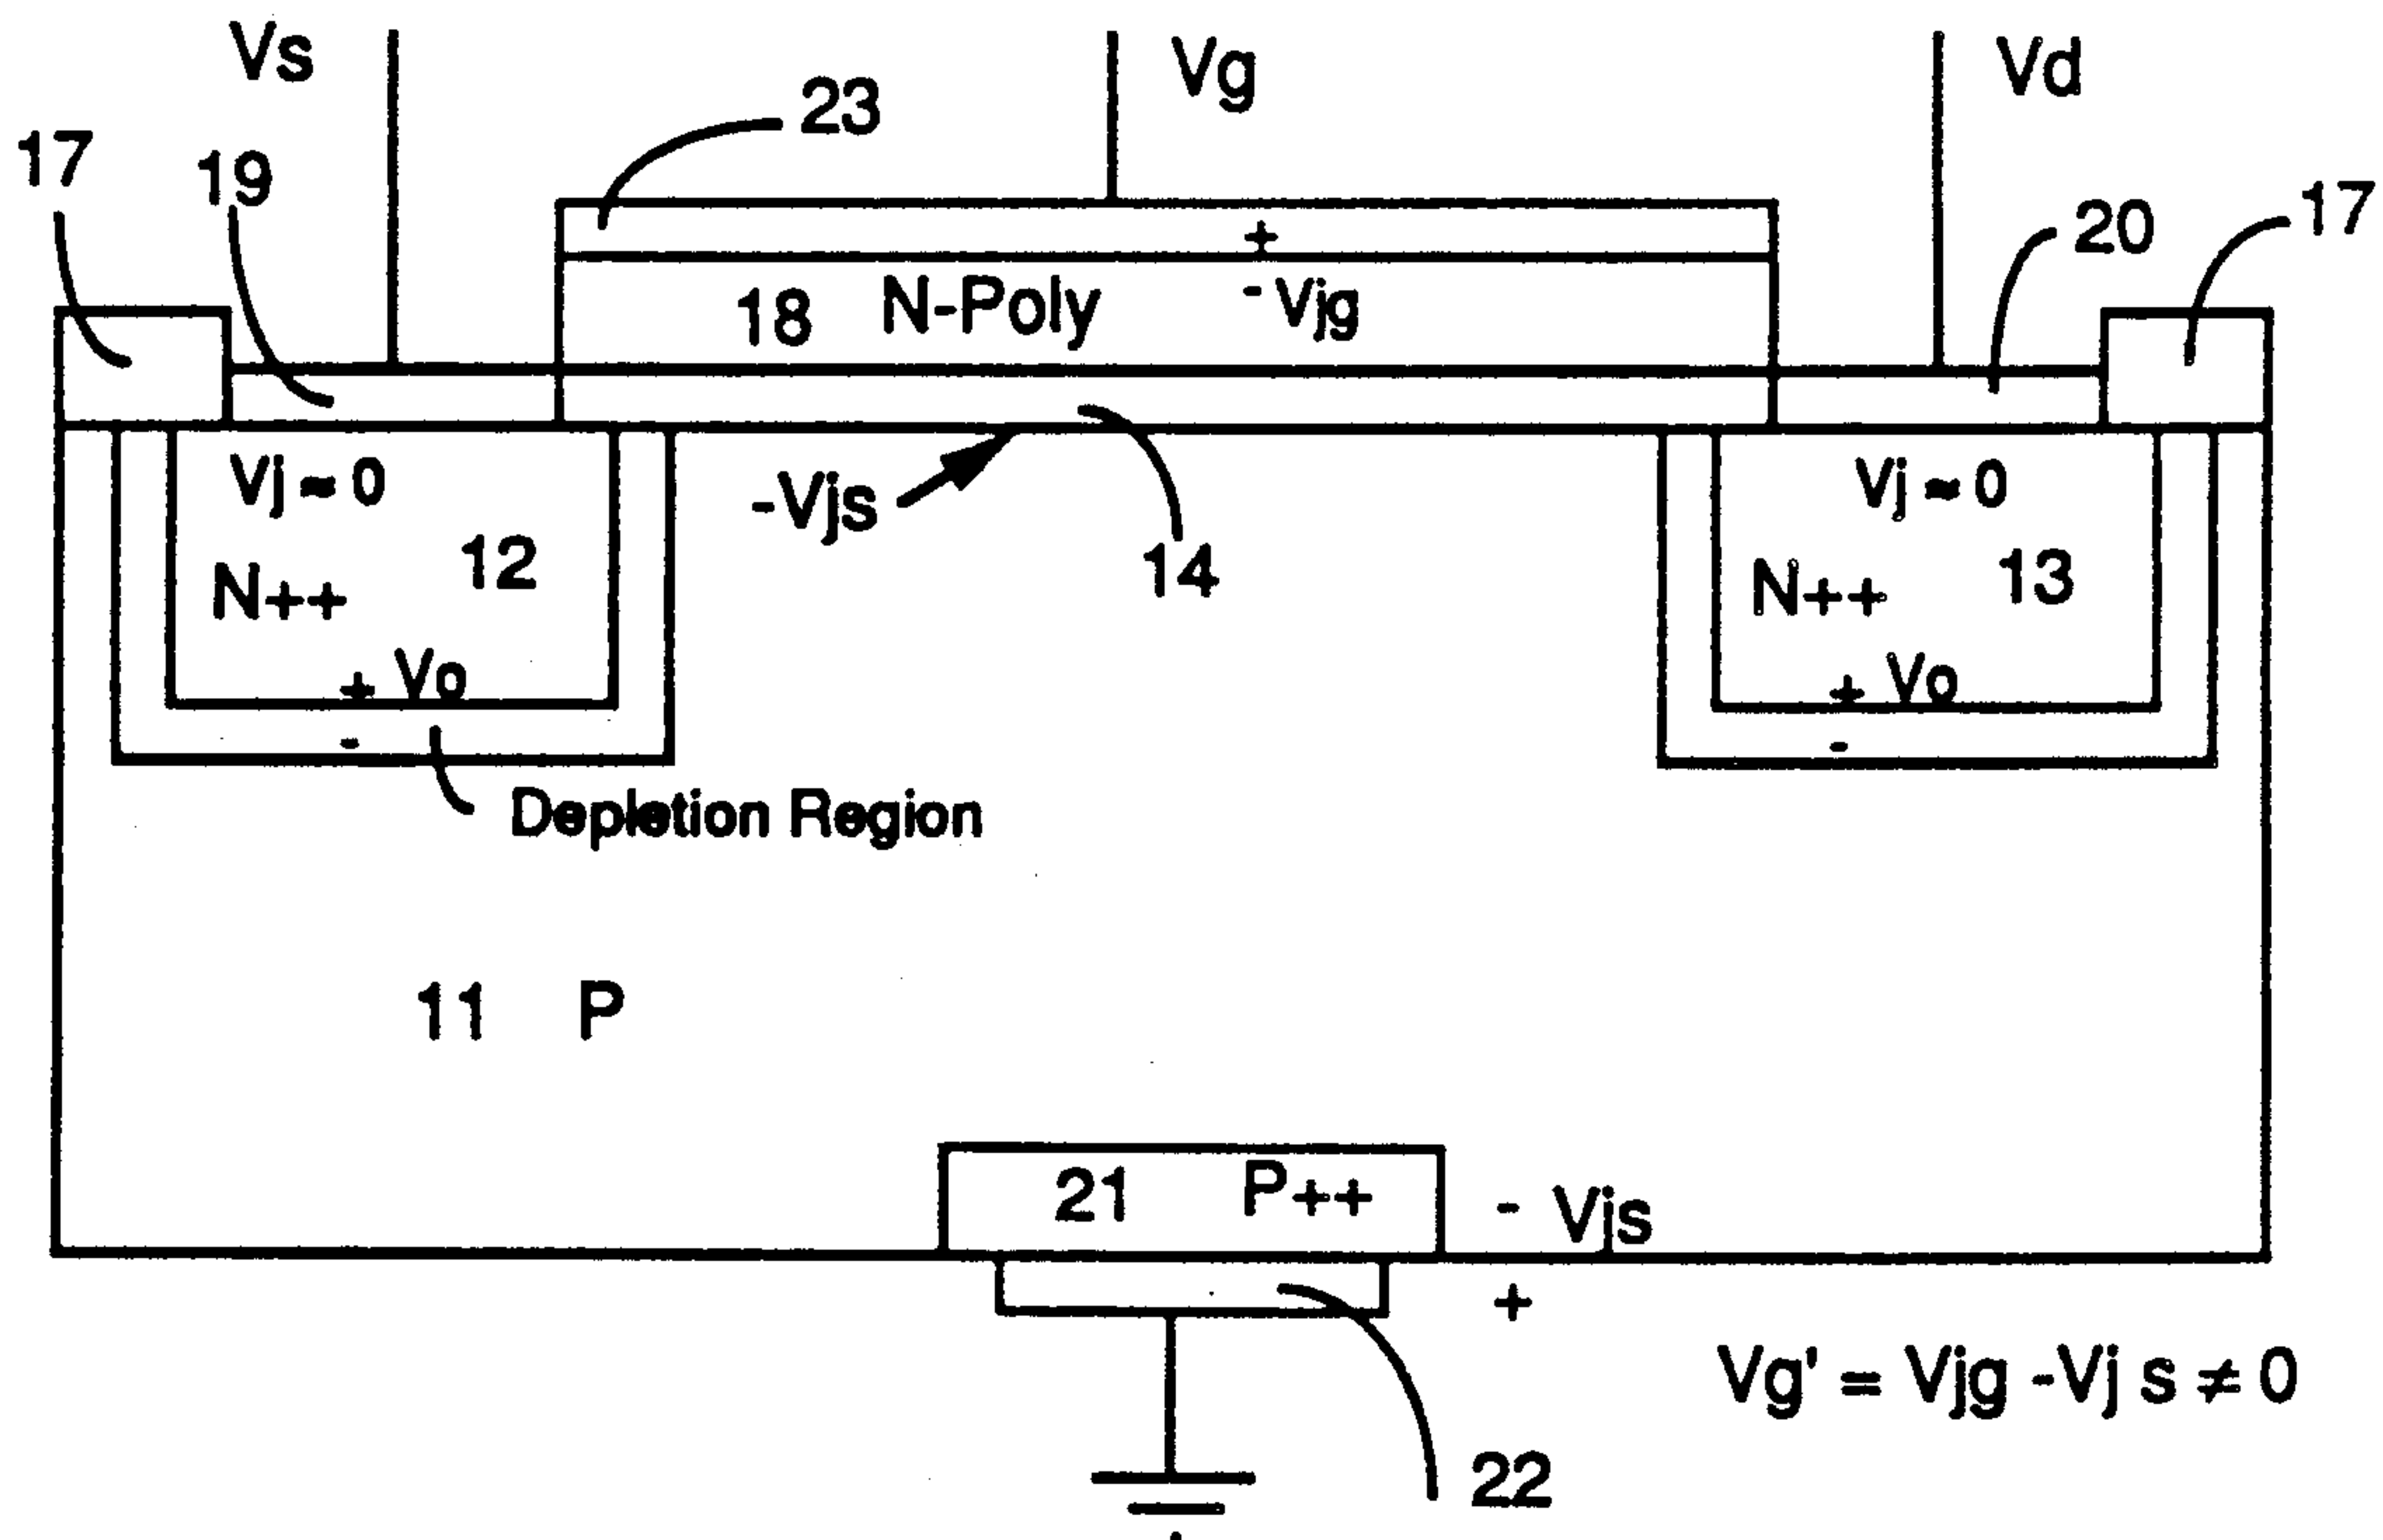 Vs
Vg
Vd
23
17
19
20
17
+
18 N-Poly - Vjg
Vj ≈ 0
-Vjs
Vj ≈ 0
12
14
N++
N++ 13
+ Vo
+ Vo
-
-
Depletion Region
11 P
21 P++
- Vjs
+
Vg' = Vjg -Vj s ≠ 0
22